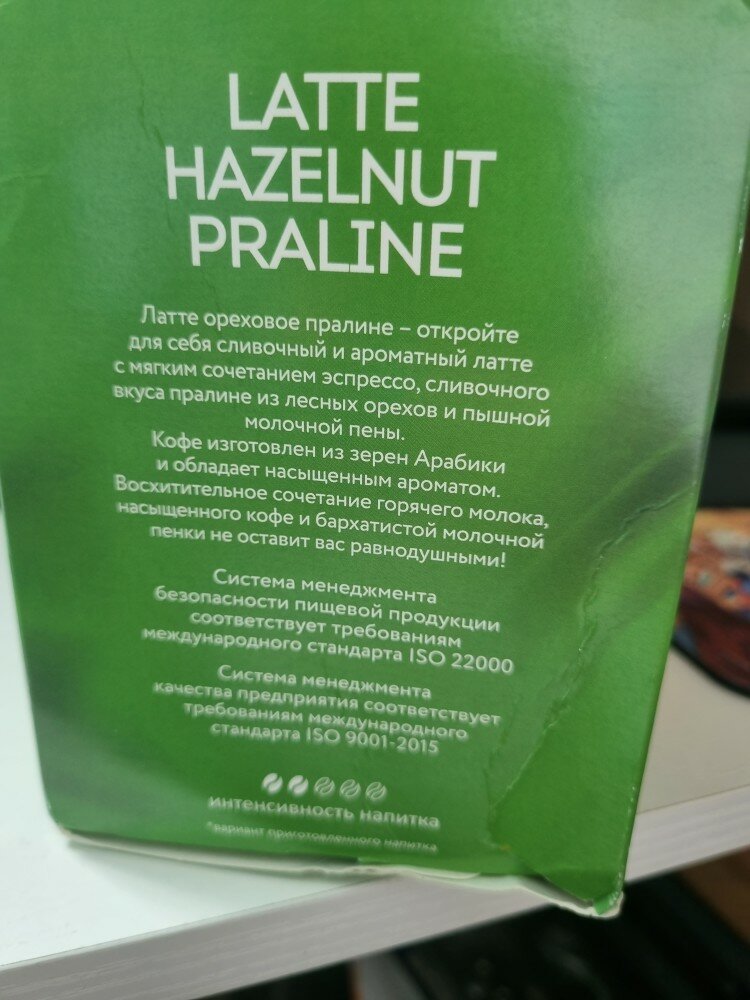 LATTE
HAZELNUT
PRALINE
Латте ореховое пралине – откройте
для себя сливочный и ароматный латте
с мягким сочетанием эспрессо, сливочного
вкуса пралине из лесных орехов и пышной
молочной пены.
Кофе изготовлен из зерен Арабики
и обладает насыщенным ароматом.
Восхитительное сочетание горячего молока,
насыщенного кофе и бархатистой молочной
пенки не оставит вас равнодушными!
Система менеджмента
безопасности пищевой продукции
соответствует требованиям
международного стандарта ISO 22000
Система менеджмента
качества предприятия соответствует
требованиям международного
стандарта ISO 9001-2015
интенсивность напитка
*вариант приготовленного напитка